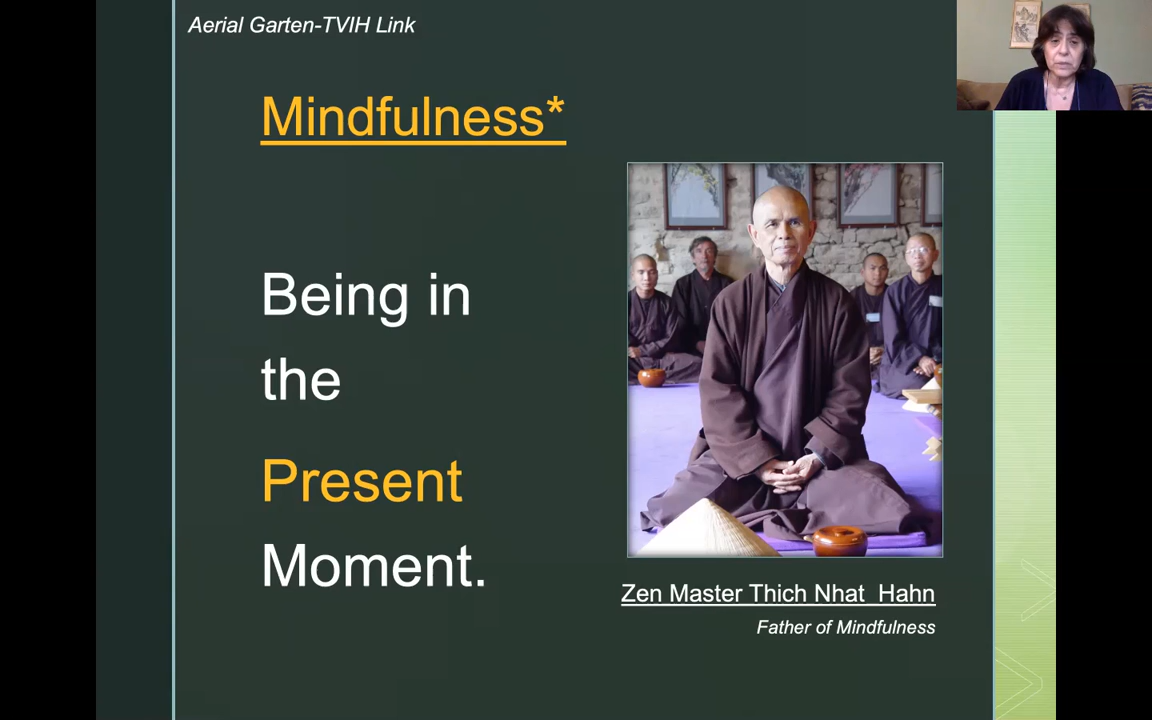 Aerial Garten-TVIH Link
Mindfulness*
Being in
the
Present
Moment.
Zen Master Thich Nhat  Hahn
Father of Mindfulness